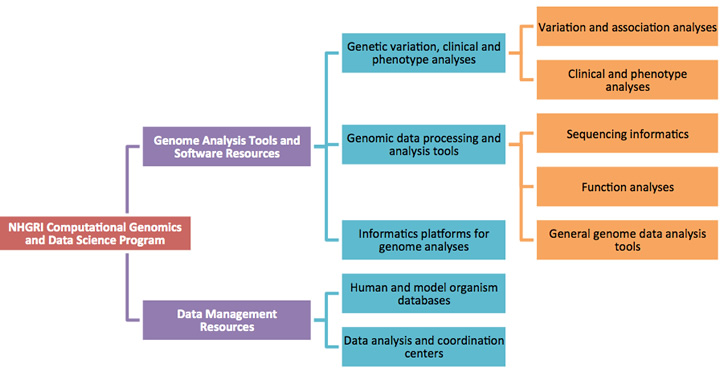 NHGRI Computational Genomics
and Data Science Program
Genome Analysis Tools and
Software Resources
Genetic variation, clinical and
phenotype analyses
Variation and association analyses
Clinical and phenotype
analyses
Genomic data processing and
analysis tools
Sequencing informatics
Function analyses
General genome data analysis
tools
Informatics platforms for
genome analyses
Data Management
Resources
Human and model organism
databases
Data analysis and coordination
centers